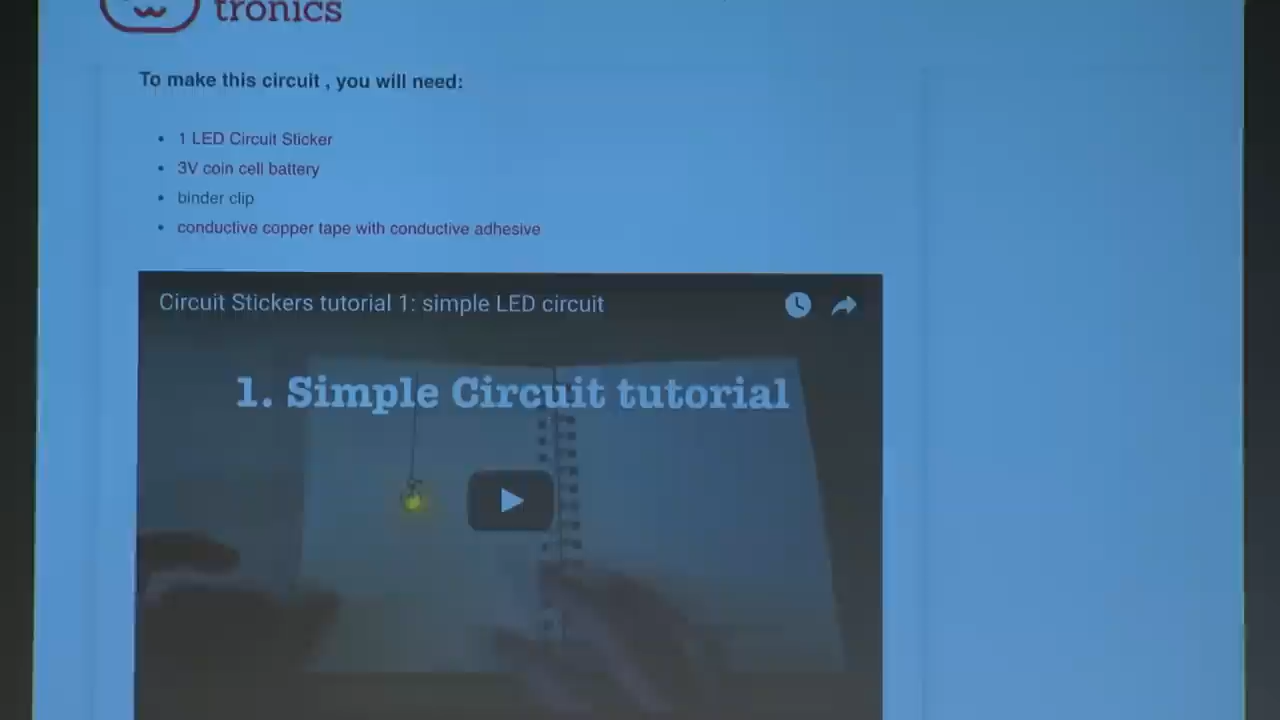 tronics
To make this circuit , you will need:
1 LED Circuit Sticker
3V coin cell battery
binder clip
conductive copper tape with conductive adhesive
Circuit Stickers tutorial 1: simple LED circuit
1. Simple Circuit tutorial